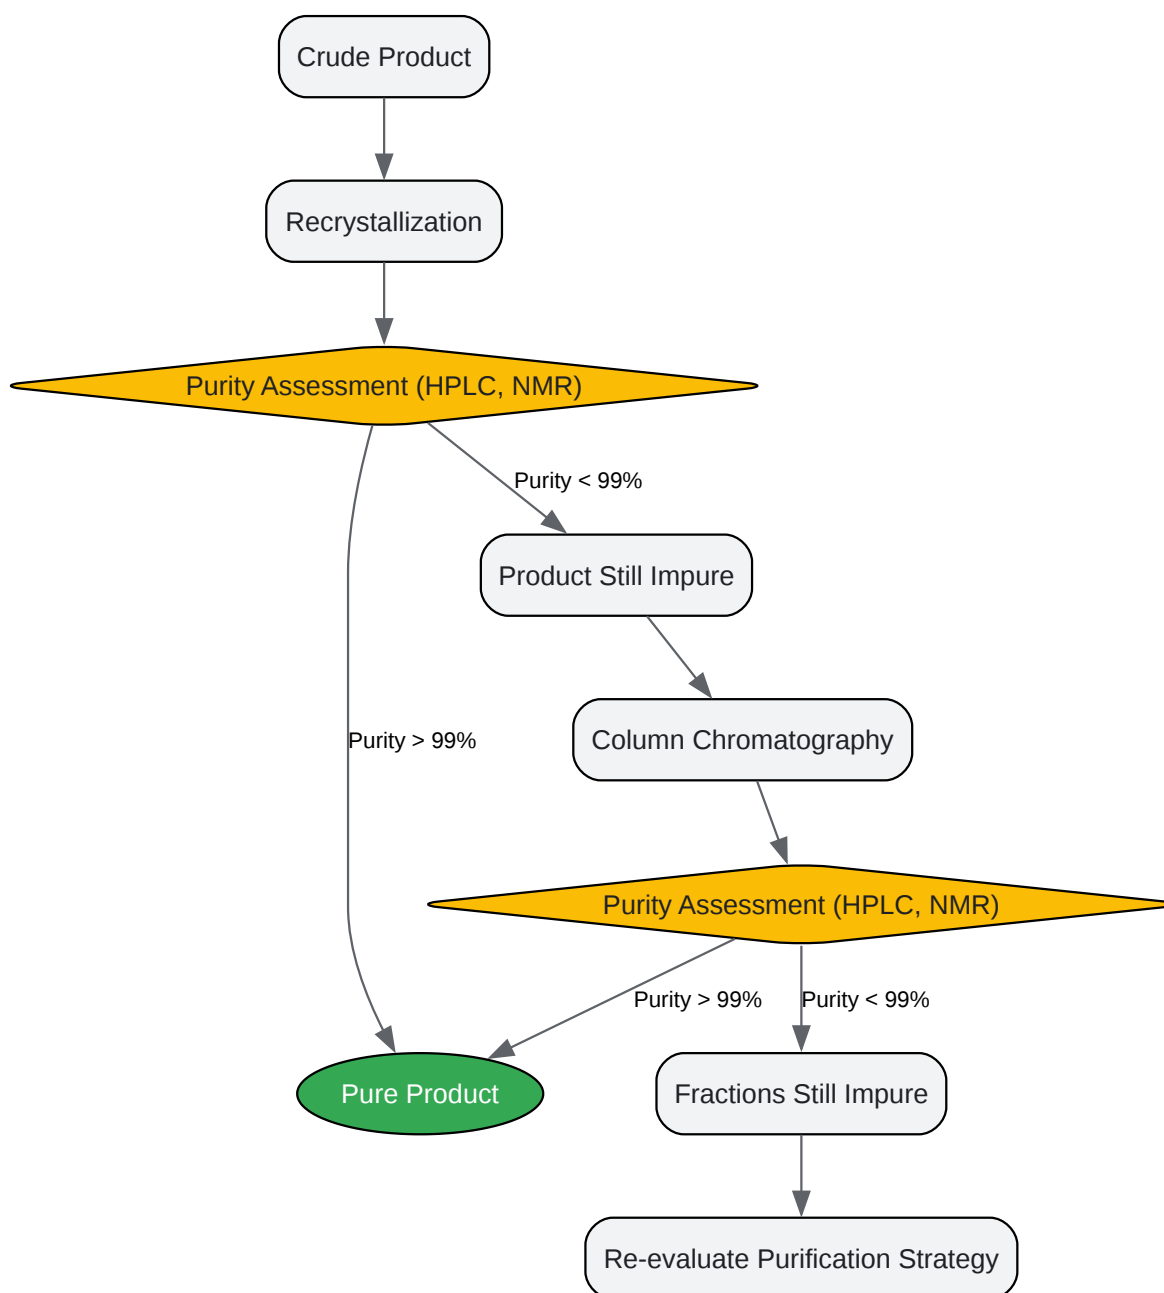 Crude Product
Recrystallization
Purity Assessment (HPLC, NMR)
Purity < 99%
Product Still Impure
Purity > 99%
Column Chromatography
Purity Assessment (HPLC, NMR)
Purity > 99%
Purity < 99%
Pure Product
Fractions Still Impure
Re-evaluate Purification Strategy